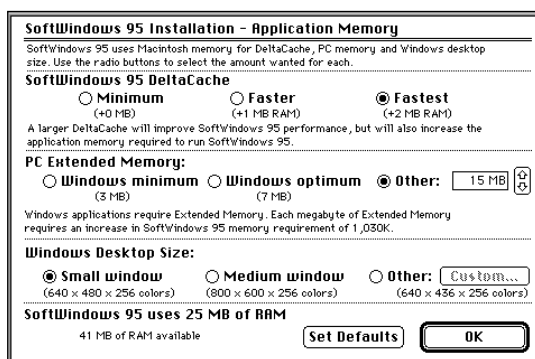 SoftWindows 95 Installation - Application Memory
SoftWindows 95 uses Macintosh memory for DeltaCache, PC memory and Windows desktop
size. Use the radio buttons to select the amount wanted for each.
SoftWindows 95 DeltaCache
Minimum Faster Fastest
(+0 MB) (+1 MB RAM) (+2 MB RAM)
A larger DeltaCache will improve SoftWindows 95 performance, but will also increase the
application memory required to run SoftWindows 95.
PC Extended Memory:
Windows minimum Windows optimum Other: 15 MB
(3 MB) (7 MB)
Windows applications require Extended Memory. Each megabyte of Extended Memory
requires an increase in SoftWindows 95 memory requirement of 1,030K.
Windows Desktop Size:
Small window Medium window Other: Custom...
(640 x 480 x 256 colors) (800 x 600 x 256 colors) (640 x 436 x 256 colors)
SoftWindows 95 uses 25 MB of RAM
41 MB of RAM available Set Defaults OK